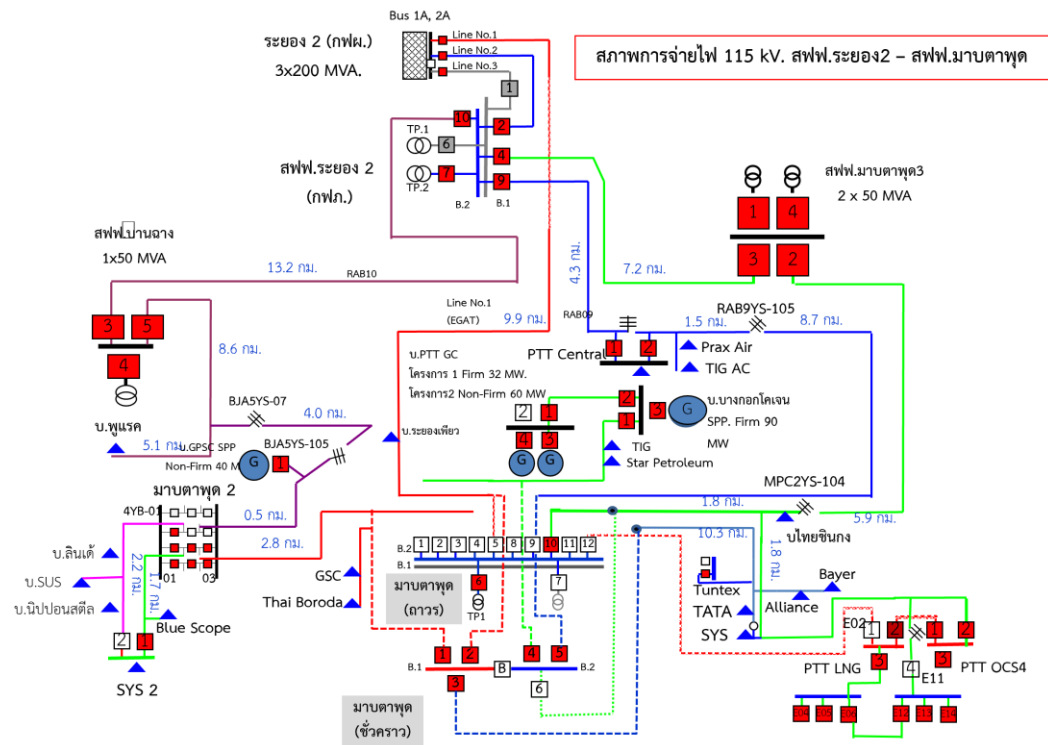 Bus 1A, 2A
ระยอง 2 (กฟผ.)
3x200 MVA.
Line No.1
Line No.2
Line No.3
สภาพการจ่ายไฟ 115 kV. สฟฟ.ระยอง2 – สฟฟ.มาบตาพุด
1
10
2
TP.1
6
4
TP.2
7
9
B.2
B.1
สฟฟ.ระยอง 2
(กฟภ.)
สฟฟ.มาบตาพุด3
2 x 50 MVA
1
4
3
2
สฟฟ.บ้านฉาง
1x50 MVA
13.2 กม.
RAB10
3
5
4
8.6 กม.
Line No.1
(EGAT)
9.9 กม.
4.3 กม.
RAB09
7.2 กม.
RAB9YS-105
1.5 กม.
8.7 กม.
1
2
PTT Central
Prax Air
TIG AC
บ.PTT GC
โครงการ 1 Firm 32 MW.
โครงการ2 Non-Firm 60 MW
2
1
4
3
G
G
2
1
3
G
บ.บางกอกโคเจน
SPP. Firm 90
MW
TIG
Star Petroleum
บ.ระยองเพียว
บ.พูแรค
5.1 กม.
BJA5YS-07
4.0 กม.
BJA5YS-105
บ.GPSC SPP
Non-Firm 40 M
G
1
มาบตาพุด 2
4YB-01
01
03
0.5 กม.
2.8 กม.
MPC2YS-104
1.8 กม.
5.9 กม.
บไทยชินกง
10.3 กม.
1.8 กม.
บ.ลินเด้
บ.SUS
บ.นิปปอนสตีล
2.2 กม.
1.7 กม.
Blue Scope
2
1
SYS 2
GSC
Thai Boroda
B.2
B.1
1
2
3
4
5
8
9
10
11
12
6
7
TP1
มาบตาพุด
(ถาวร)
1
2
3
4
5
B.1
B
B.2
6
มาบตาพุด
(ชั่วคราว)
Tuntex
TATA
SYS
Alliance
Bayer
E02
1
2
1
2
3
3
PTT LNG
PTT OCS4
4
E11
E04
E05
E06
E12
E13
E14